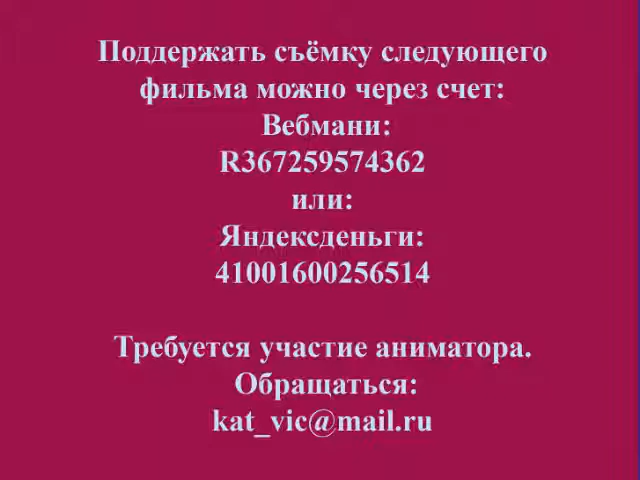 Поддержать съёмку следующего
фильма можно через счет:
Вебмани:
R367259574362
или:
Яндексденьги:
41001600256514
Требуется участие аниматора.
Обращаться:
kat_vic@mail.ru